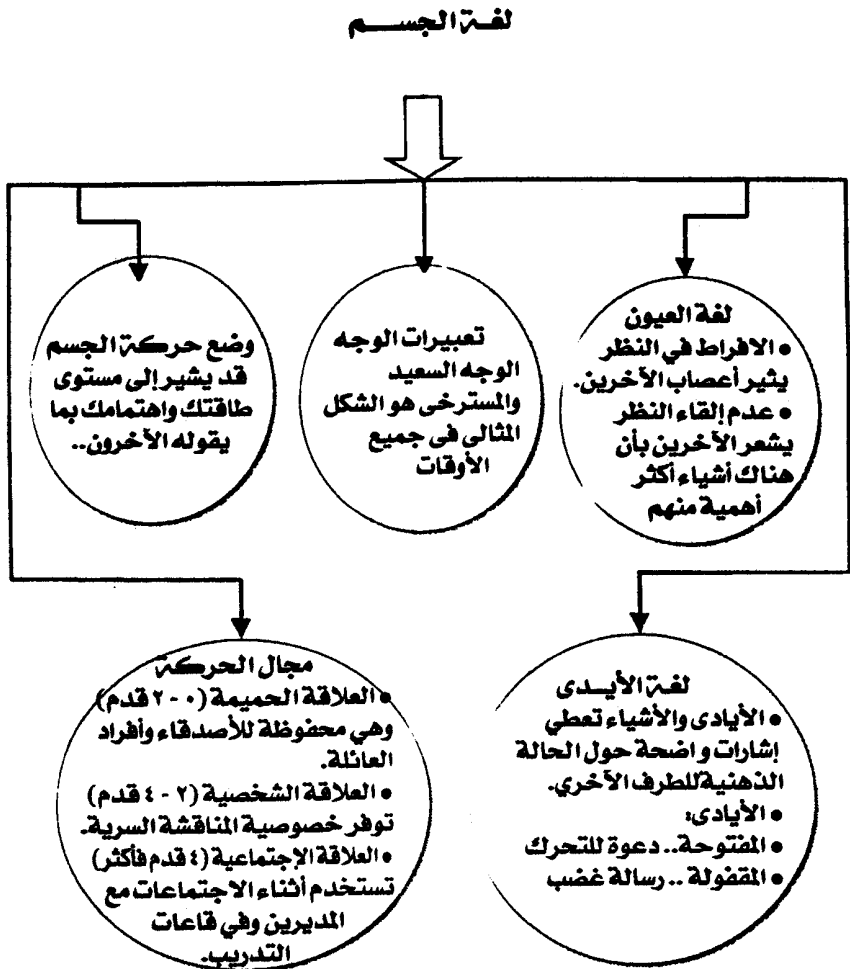 لغة الجســـم
لغة العيون
• الافراط في النظر
يثير أعصاب الآخرين.
• عدم إلقاء النظر
يشعر الآخرين بأن
هناك أشياء أكثر
أهمية منهم
تعبيرات الوجه
الوجه السعيد
والمسترخى هو الشكل
المثالى فى جميع
الأوقات
وضع حركة الجسم
قد يشير إلى مستوى
طاقتك واهتمامك بما
يقوله الآخرون..
لغة الأيــدى
• الأيادى والأشياء تعطي
إشارات واضحة حول الحالة
الذهنية للطرف الآخري.
• الأيادى:
• المفتوحة.. دعوة للتحرك
• المقفولة .. رسالة غضب
مجال الحركة
• العلاقة الحميمة (٠ - ٢ قدم)
وهي محفوظة للأصدقاء وأفراد
العائلة.
• العلاقة الشخصية (٢ - ٤ قدم)
توفر خصوصية المناقشة السرية.
• العلاقة الإجتماعية (٤ قدم فأكثر)
تستخدم أثناء الاجتماعات مع
المديرين وفي قاعات
التدريب.